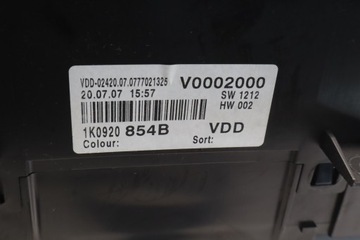 VDD-02420.07.0777021325 V0002000
20.07.07 15:57 SW 1212
HW 002
1K0920 854B VDD
Colour: Sort: